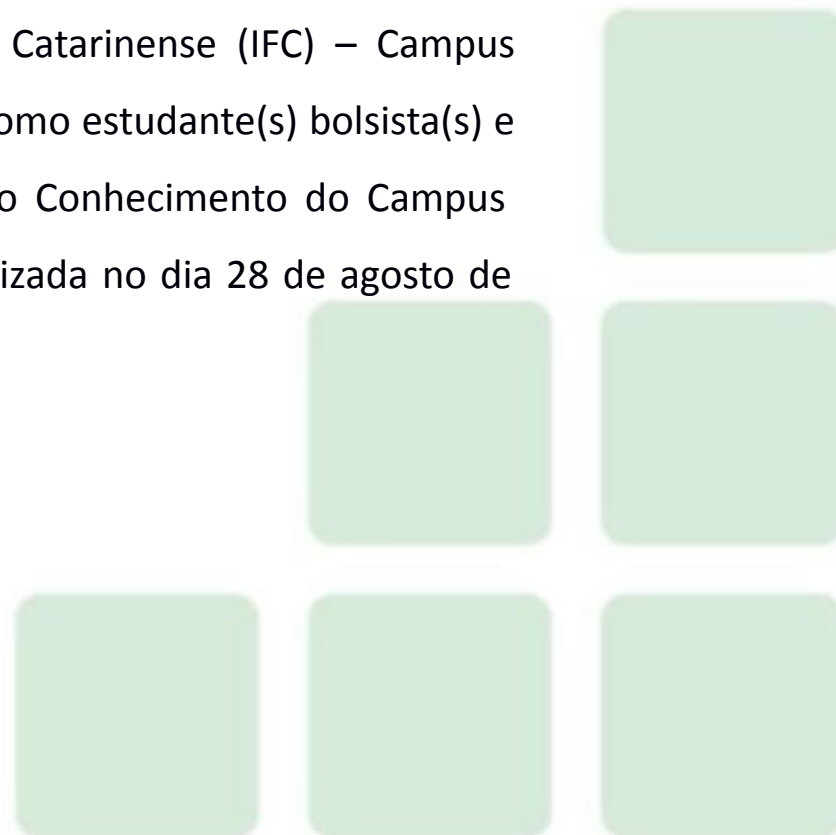 Catarinense (IFC) – Campus
omo estudante(s) bolsista(s) e
o Conhecimento do Campus
izada no dia 28 de agosto de